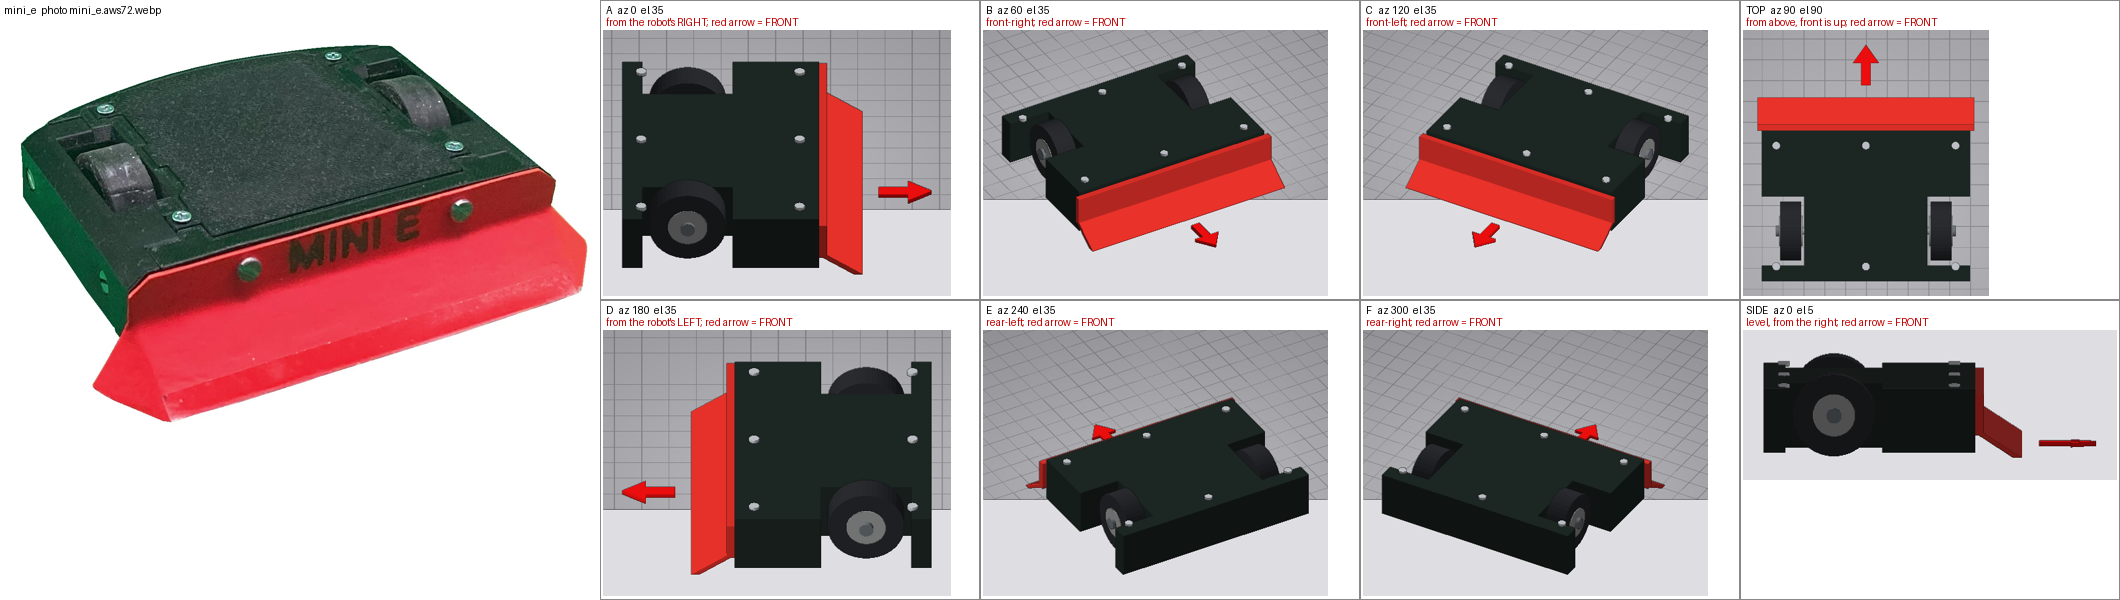 mini_e photo mini_e.aws72.webp
A az 0 el 35
from the robot's RIGHT; red arrow = FRONT
B az 60 el 35
front-right; red arrow = FRONT
C az 120 el 35
front-left; red arrow = FRONT
TOP az 90 el 90
from above, front is up; red arrow = FRONT
MINI E
D az 180 el 35
from the robot's LEFT; red arrow = FRONT
E az 240 el 35
rear-left; red arrow = FRONT
F az 300 el 35
rear-right; red arrow = FRONT
SIDE az 0 el 5
level, from the right; red arrow = FRONT